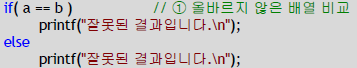 if( a == b )          // ① 올바르지 않은 배열 비교
     printf("잘못된 결과입니다.\n");
else
     printf("잘못된 결과입니다.\n");